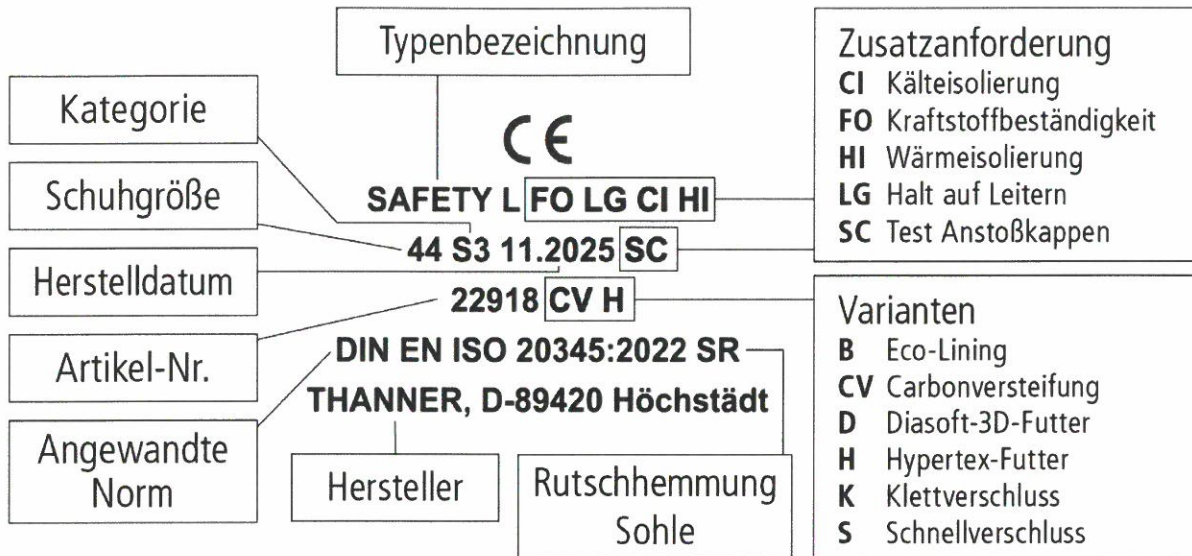 Typenbezeichnung
Kategorie
Schuhgröße
Herstelldatum
Artikel-Nr.
Angewandte
Norm
CE
SAFETY L FO LG CI HI
44 S3 11.2025 SC
22918 CV H
DIN EN ISO 20345:2022 SR
THANNER, D-89420 Höchstädt
Hersteller
Rutschhemmung
Sohle
Zusatzanforderung
CI Kälteisolierung
FO Kraftstoffbeständigkeit
HI Wärmeisolierung
LG Halt auf Leitern
SC Test Anstoßkappen
Varianten
B Eco-Lining
CV Carbonversteifung
D Diasoft-3D-Futter
H Hypertex-Futter
K Klettverschluss
S Schnellverschluss